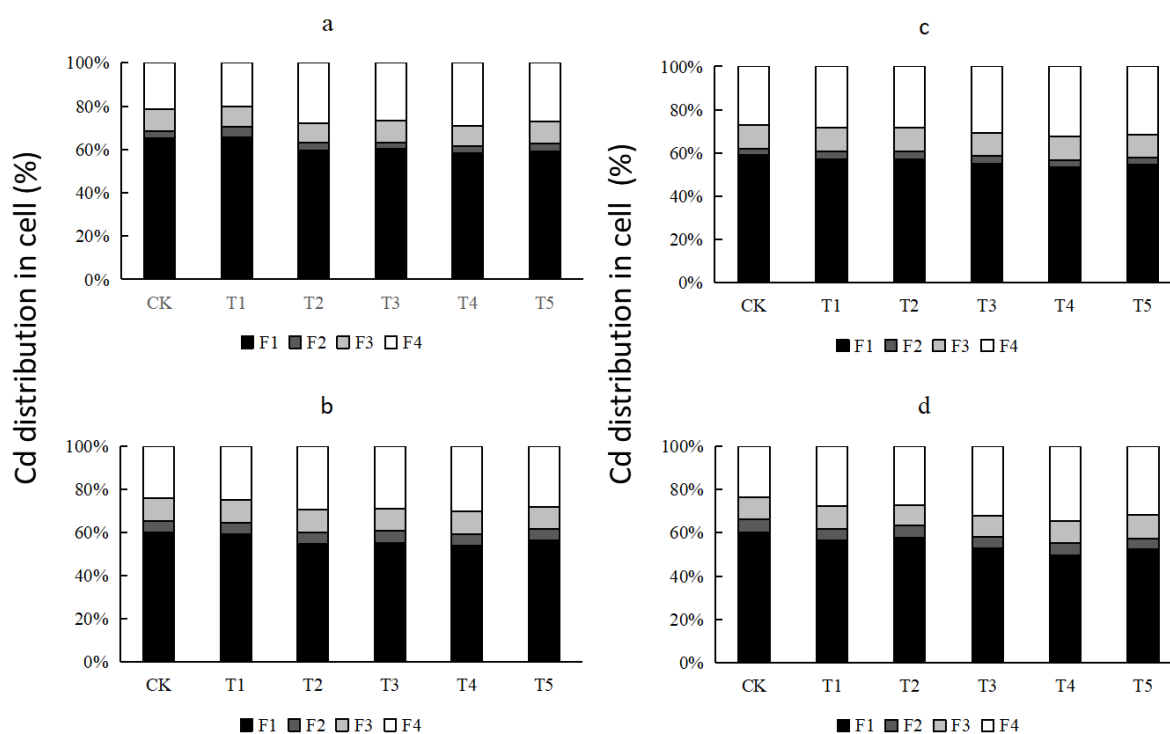 a
Cd distribution in cell (%)
100%
80%
60%
40%
20%
0%
CK T1 T2 T3 T4 T5
F1 F2 F3 F4
b
100%
80%
60%
40%
20%
0%
CK T1 T2 T3 T4 T5
F1 F2 F3 F4
c
Cd distribution in cell (%)
100%
80%
60%
40%
20%
0%
CK T1 T2 T3 T4 T5
F1 F2 F3 F4
d
100%
80%
60%
40%
20%
0%
CK T1 T2 T3 T4 T5
F1 F2 F3 F4